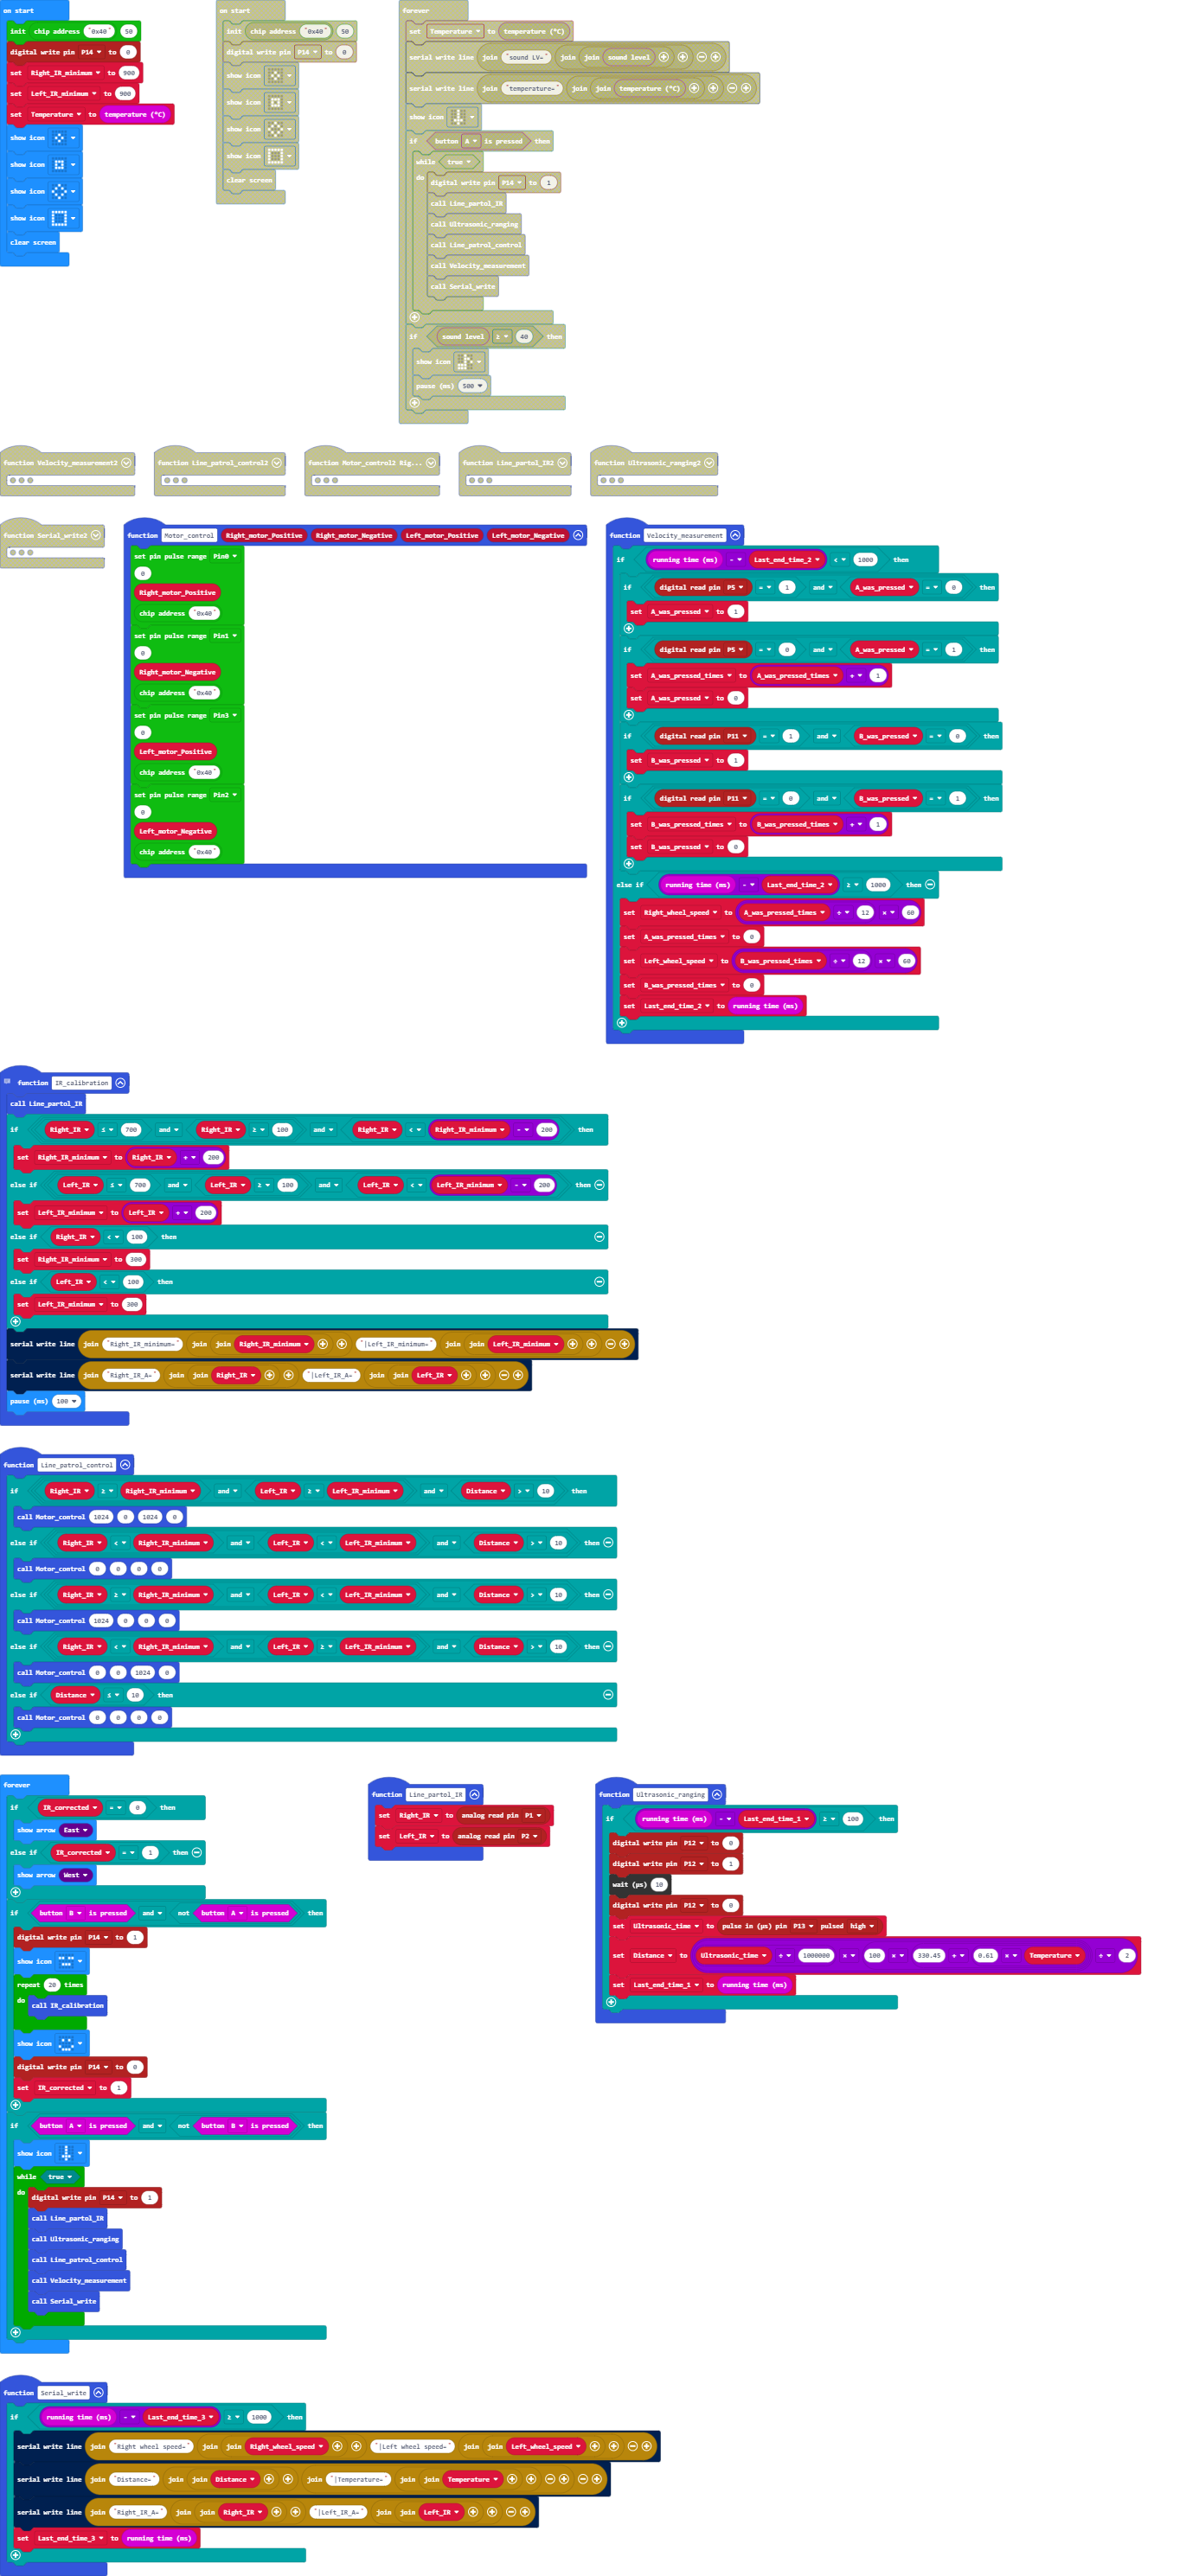 on start
init chip address "0x40" 50
digital write pin P14 to 0
set Right_IR_minimum to 900
set Left_IR_minimum to 900
set Temperature to temperature (°C)
show icon
show icon
show icon
show icon
clear screen
on start
init chip address "0x40" 50
digital write pin P14 to 0
show icon
show icon
show icon
show icon
clear screen
forever
set Temperature to temperature (°C)
serial write line join "sound LV=" join join sound level
serial write line join "temperature=" join join temperature (°C)
show icon
if button A is pressed then
while true
do
digital write pin P14 to 1
call Line_partol_IR
call Ultrasonic_ranging
call Line_patrol_control
call Velocity_measurement
call Serial_write
if sound level ≥ 40 then
show icon
pause (ms) 500
function Velocity_measurement2
function Line_patrol_control2
function Motor_control2 Rig...
function Line_partol_IR2
function Ultrasonic_ranging2
function Serial_write2
function Motor_control Right_motor_Positive Right_motor_Negative Left_motor_Positive Left_motor_Negative
set pin pulse range Pin0
0
Right_motor_Positive
chip address "0x40"
set pin pulse range Pin1
0
Right_motor_Negative
chip address "0x40"
set pin pulse range Pin3
0
Left_motor_Positive
chip address "0x40"
set pin pulse range Pin2
0
Left_motor_Negative
chip address "0x40"
function Velocity_measurement
if running time (ms) - Last_end_time_2 < 1000 then
if digital read pin P5 = 1 and A_was_pressed = 0 then
set A_was_pressed to 1
if digital read pin P5 = 0 and A_was_pressed = 1 then
set A_was_pressed_times to A_was_pressed_times + 1
set A_was_pressed to 0
if digital read pin P11 = 1 and B_was_pressed = 0 then
set B_was_pressed to 1
if digital read pin P11 = 0 and B_was_pressed = 1 then
set B_was_pressed_times to B_was_pressed_times + 1
set B_was_pressed to 0
else if running time (ms) - Last_end_time_2 ≥ 1000 then
set Right_wheel_speed to A_was_pressed_times ÷ 12 × 60
set A_was_pressed_times to 0
set Left_wheel_speed to B_was_pressed_times ÷ 12 × 60
set B_was_pressed_times to 0
set Last_end_time_2 to running time (ms)
function IR_calibration
call Line_partol_IR
if Right_IR ≤ 700 and Right_IR ≥ 100 and Right_IR < Right_IR_minimum - 200 then
set Right_IR_minimum to Right_IR + 200
else if Left_IR ≤ 700 and Left_IR ≥ 100 and Left_IR < Left_IR_minimum - 200 then
set Left_IR_minimum to Left_IR + 200
else if Right_IR < 100 then
set Right_IR_minimum to 300
else if Left_IR < 100 then
set Left_IR_minimum to 300
serial write line join "Right_IR_minimum=" join join Right_IR_minimum "|Left_IR_minimum=" join join Left_IR_minimum
serial write line join "Right_IR_A=" join join Right_IR "|Left_IR_A=" join join Left_IR
pause (ms) 100
function Line_patrol_control
if Right_IR ≥ Right_IR_minimum and Left_IR ≥ Left_IR_minimum and Distance > 10 then
call Motor_control 1024 0 1024 0
else if Right_IR < Right_IR_minimum and Left_IR < Left_IR_minimum and Distance > 10 then
call Motor_control 0 0 0 0
else if Right_IR ≥ Right_IR_minimum and Left_IR < Left_IR_minimum and Distance > 10 then
call Motor_control 1024 0 0 0
else if Right_IR < Right_IR_minimum and Left_IR ≥ Left_IR_minimum and Distance > 10 then
call Motor_control 0 0 1024 0
else if Distance ≤ 10 then
call Motor_control 0 0 0 0
forever
if IR_corrected = 0 then
show arrow East
else if IR_corrected = 1 then
show arrow West
if button B is pressed and not button A is pressed then
digital write pin P14 to 1
show icon
repeat 20 times
do call IR_calibration
show icon
digital write pin P14 to 0
set IR_corrected to 1
if button A is pressed and not button B is pressed then
show icon
while true
do
digital write pin P14 to 1
call Line_partol_IR
call Ultrasonic_ranging
call Line_patrol_control
call Velocity_measurement
call Serial_write
function Line_partol_IR
set Right_IR to analog read pin P1
set Left_IR to analog read pin P2
function Ultrasonic_ranging
if running time (ms) - Last_end_time_1 ≥ 100 then
digital write pin P12 to 0
digital write pin P12 to 1
wait (µs) 10
digital write pin P12 to 0
set Ultrasonic_time to pulse in (µs) pin P13 pulsed high
set Distance to Ultrasonic_time ÷ 1000000 × 100 × 330.45 + 0.61 × Temperature ÷ 2
set Last_end_time_1 to running time (ms)
function Serial_write
if running time (ms) - Last_end_time_3 ≥ 1000 then
serial write line join "Right wheel speed=" join join Right_wheel_speed "|Left wheel speed=" join join Left_wheel_speed
serial write line join "Distance=" join join Distance join "|Temperature=" join join Temperature
serial write line join "Right_IR_A=" join join Right_IR "|Left_IR_A=" join join Left_IR
set Last_end_time_3 to running time (ms)